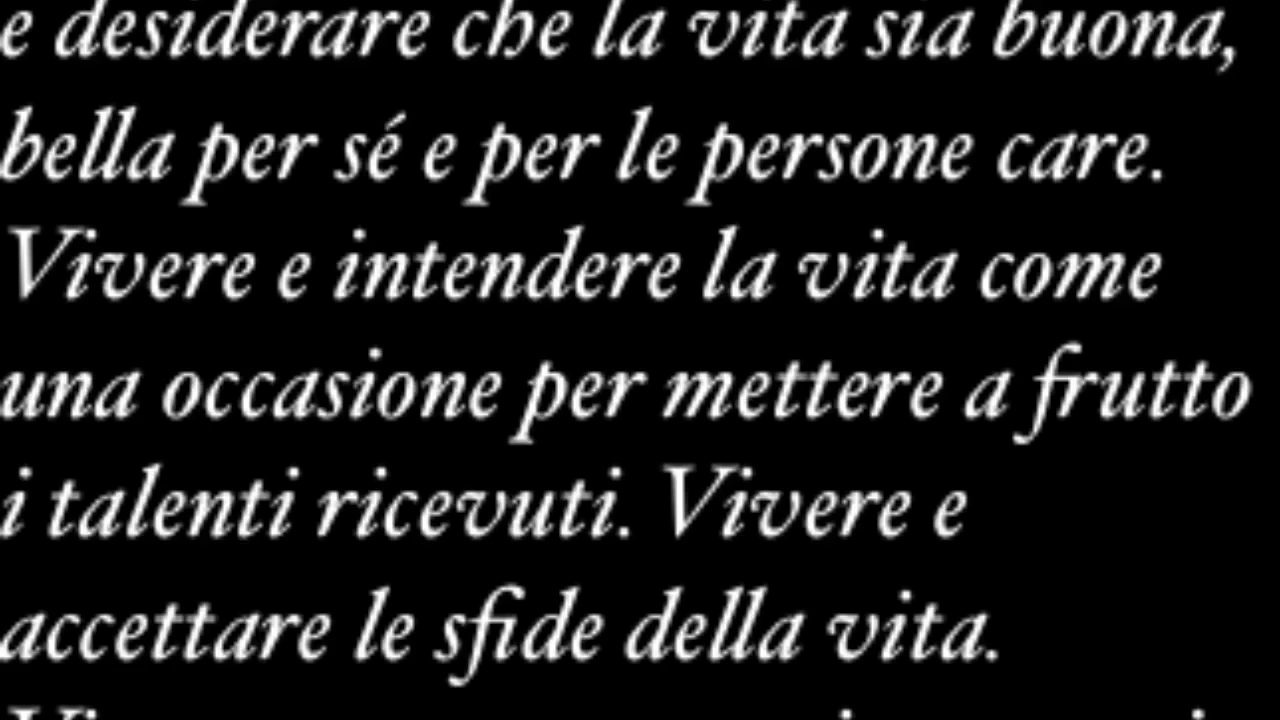 e desiderare che la vita sia buona,
bella per sé e per le persone care.
Vivere e intendere la vita come
una occasione per mettere a frutto
i talenti ricevuti. Vivere e
accettare le sfide della vita.